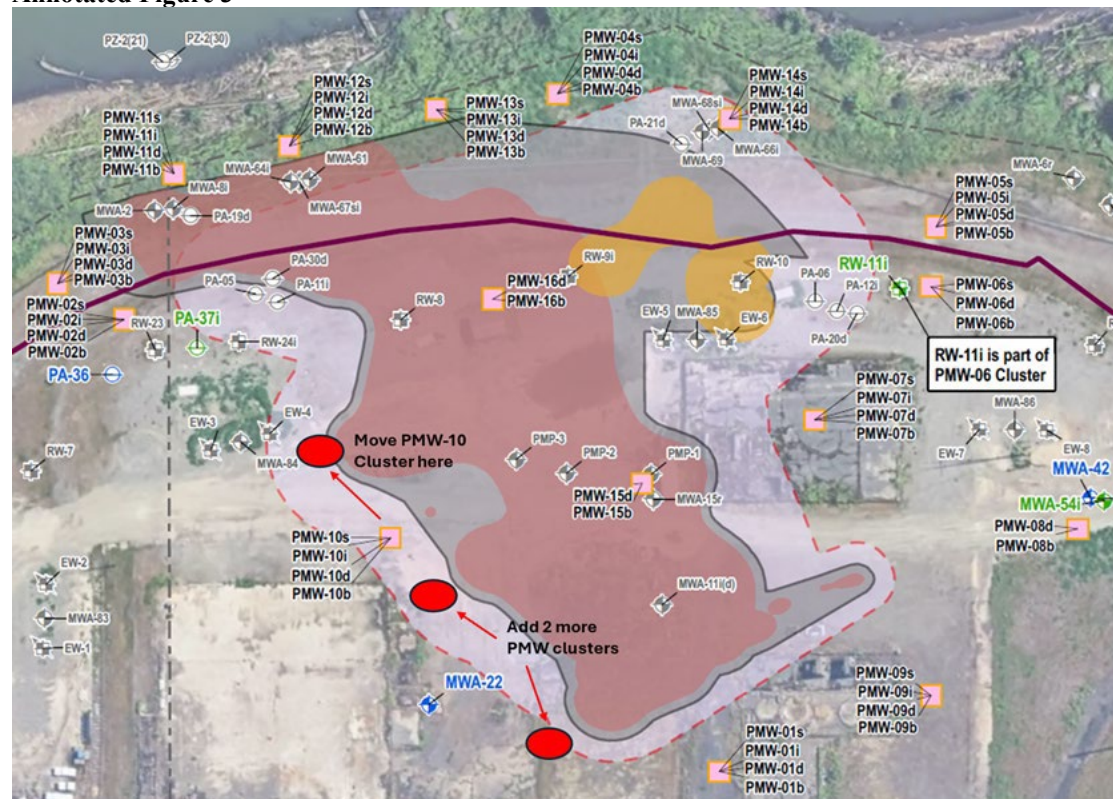 Annotated Figure 3
PZ-2(21)
PZ-2(30)
PMW-04s
PMW-04i
PMW-04d
PMW-04b
PMW-12s
PMW-12i
PMW-12d
PMW-12b
PMW-13s
PMW-13i
PMW-13d
PMW-13b
PMW-14s
PMW-14i
PMW-14d
PMW-14b
PMW-11s
PMW-11i
PMW-11d
PMW-11b
MWA-68si
PA-21d
MWA-66i
MWA-69
MWA-64i
MWA-61
MWA-67si
MWA-8i
MWA-2
PA-19d
MWA-6r
PMW-05s
PMW-05i
PMW-05d
PMW-05b
PMW-03s
PMW-03i
PMW-03d
PMW-03b
PA-30d
PA-05
PA-11i
RW-9i
RW-10
PA-06
PA-12i
PA-20d
RW-11i
PMW-16d
PMW-16b
PMW-06s
PMW-06d
PMW-06b
PMW-02s
PMW-02i
PMW-02d
PMW-02b
RW-23
PA-37i
RW-24i
RW-8
EW-5
MWA-85
EW-6
RW-11i is part of
PMW-06 Cluster
PA-36
PMW-07s
PMW-07i
PMW-07d
PMW-07b
MWA-86
EW-7
EW-8
EW-3
EW-4
MWA-84
RW-7
Move PMW-10
Cluster here
PMP-3
PMP-2
PMP-1
PMW-15d
PMW-15b
MWA-15r
MWA-42
MWA-54i
PMW-08d
PMW-08b
PMW-10s
PMW-10i
PMW-10d
PMW-10b
EW-2
MWA-83
EW-1
MWA-11i(d)
Add 2 more
PMW clusters
MWA-22
PMW-09s
PMW-09i
PMW-09d
PMW-09b
PMW-01s
PMW-01i
PMW-01d
PMW-01b